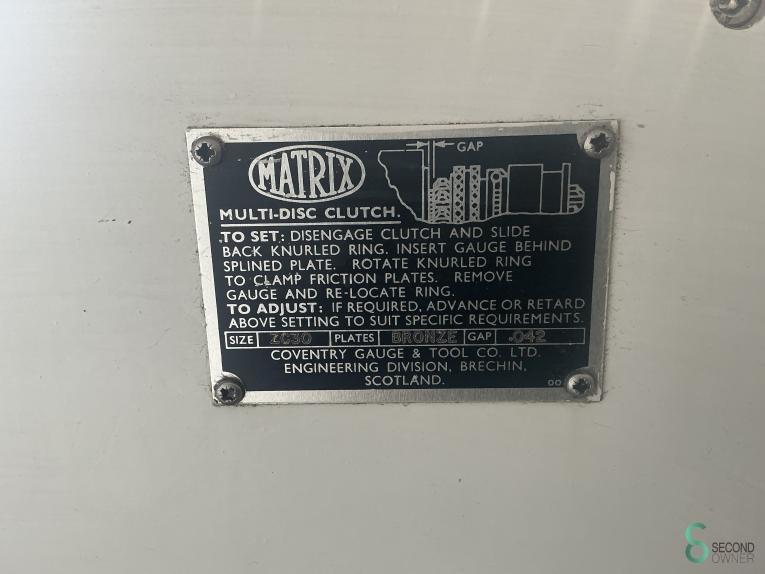 MATRIX
GAP
MULTI-DISC CLUTCH.
TO SET: DISENGAGE CLUTCH AND SLIDE
BACK KNURLED RING. INSERT GAUGE BEHIND
SPLINED PLATE. ROTATE KNURLED RING
TO CLAMP FRICTION PLATES. REMOVE
GAUGE AND RE-LOCATE RING.
TO ADJUST: IF REQUIRED, ADVANCE OR RETARD
ABOVE SETTING TO SUIT SPECIFIC REQUIREMENTS.
SIZE ZC30 PLATES BRONZE GAP .042
COVENTRY GAUGE & TOOL CO. LTD.
ENGINEERING DIVISION, BRECHIN,
SCOTLAND.
OO
SECOND
OWNER